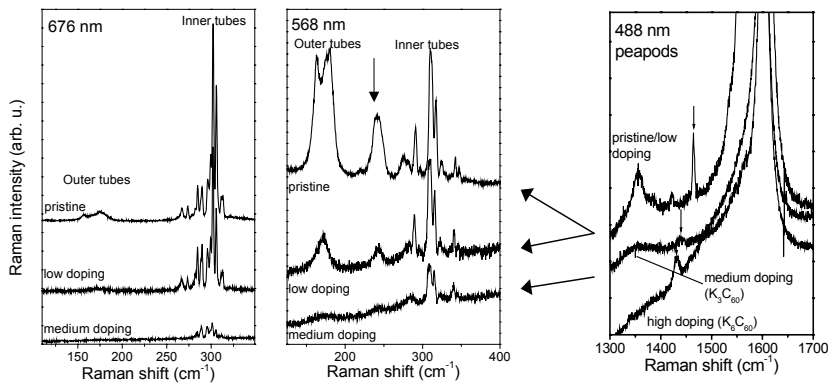 Raman intensity (arb. u.)
676 nm
Inner tubes
Outer tubes
pristine
low doping
medium doping
150 200 250 300
Raman shift (cm⁻¹)
568 nm
Outer tubes
Inner tubes
pristine
low doping
medium doping
200 300 400
Raman shift (cm⁻¹)
488 nm
peapods
pristine/low
doping
medium doping
(K₃C₆₀)
high doping (K₆C₆₀)
1300 1400 1500 1600 1700
Raman shift (cm⁻¹)